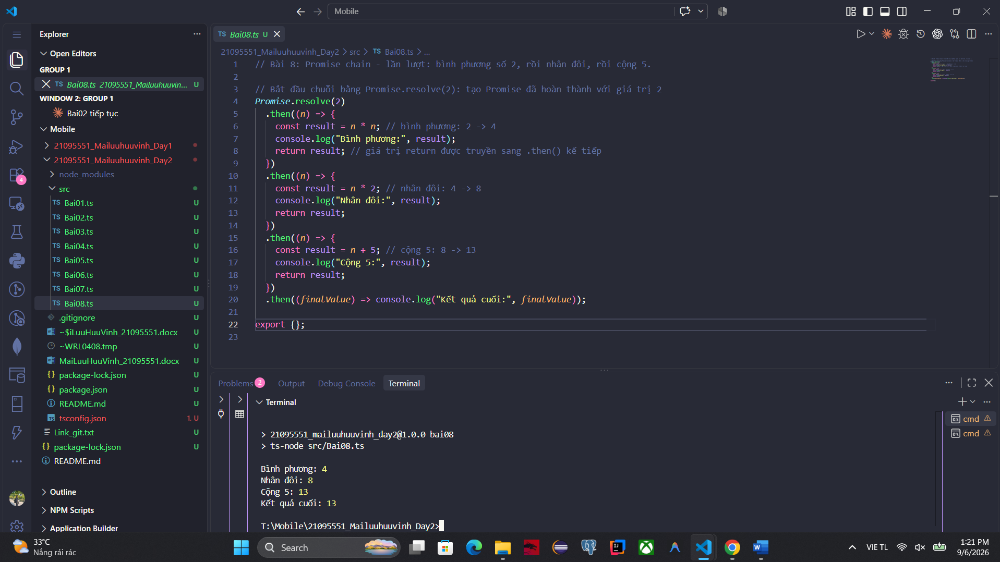 Mobile
Explorer
Open Editors
GROUP 1
TS Bai08.ts 21095551_Mailuuhuuvin... U
WINDOW 2: GROUP 1
Bai02 tiếp tục
Mobile
21095551_Mailuuhuuvinh_Day1
21095551_Mailuuhuuvinh_Day2
node_modules
src
TS Bai01.ts U
TS Bai02.ts U
TS Bai03.ts U
TS Bai04.ts U
TS Bai05.ts U
TS Bai06.ts U
TS Bai07.ts U
TS Bai08.ts U
.gitignore U
~$iLuuHuuVinh_21095551.docx U
~WRL0408.tmp U
MaiLuuHuuVinh_21095551.docx U
{} package-lock.json U
{} package.json U
README.md U
TS tsconfig.json 1, U
Link_git.txt U
{} package-lock.json U
README.md
Outline
NPM Scripts
Application Builder
4
TS Bai08.ts U
21095551_Mailuuhuuvinh_Day2 > src > TS Bai08.ts > ...
1 // Bài 8: Promise chain - lần lượt: bình phương số 2, rồi nhân đôi, rồi cộng 5.
2
3 // Bắt đầu chuỗi bằng Promise.resolve(2): tạo Promise đã hoàn thành với giá trị 2
4 Promise.resolve(2)
5 .then((n) => {
6 const result = n * n; // bình phương: 2 -> 4
7 console.log("Bình phương:", result);
8 return result; // giá trị return được truyền sang .then() kế tiếp
9 })
10 .then((n) => {
11 const result = n * 2; // nhân đôi: 4 -> 8
12 console.log("Nhân đôi:", result);
13 return result;
14 })
15 .then((n) => {
16 const result = n + 5; // cộng 5: 8 -> 13
17 console.log("Cộng 5:", result);
18 return result;
19 })
20 .then((finalValue) => console.log("Kết quả cuối:", finalValue));
21
22 export {};
23
Problems 2 Output Debug Console Terminal
Terminal
> 21095551_mailuuhuuvinh_day2@1.0.0 bai08
> ts-node src/Bai08.ts
Bình phương: 4
Nhân đôi: 8
Cộng 5: 13
Kết quả cuối: 13
T:\Mobile\21095551_Mailuuhuuvinh_Day2>
cmd
cmd
33°C
Nắng rải rác
Search
VIE TL
1:21 PM
9/6/2026